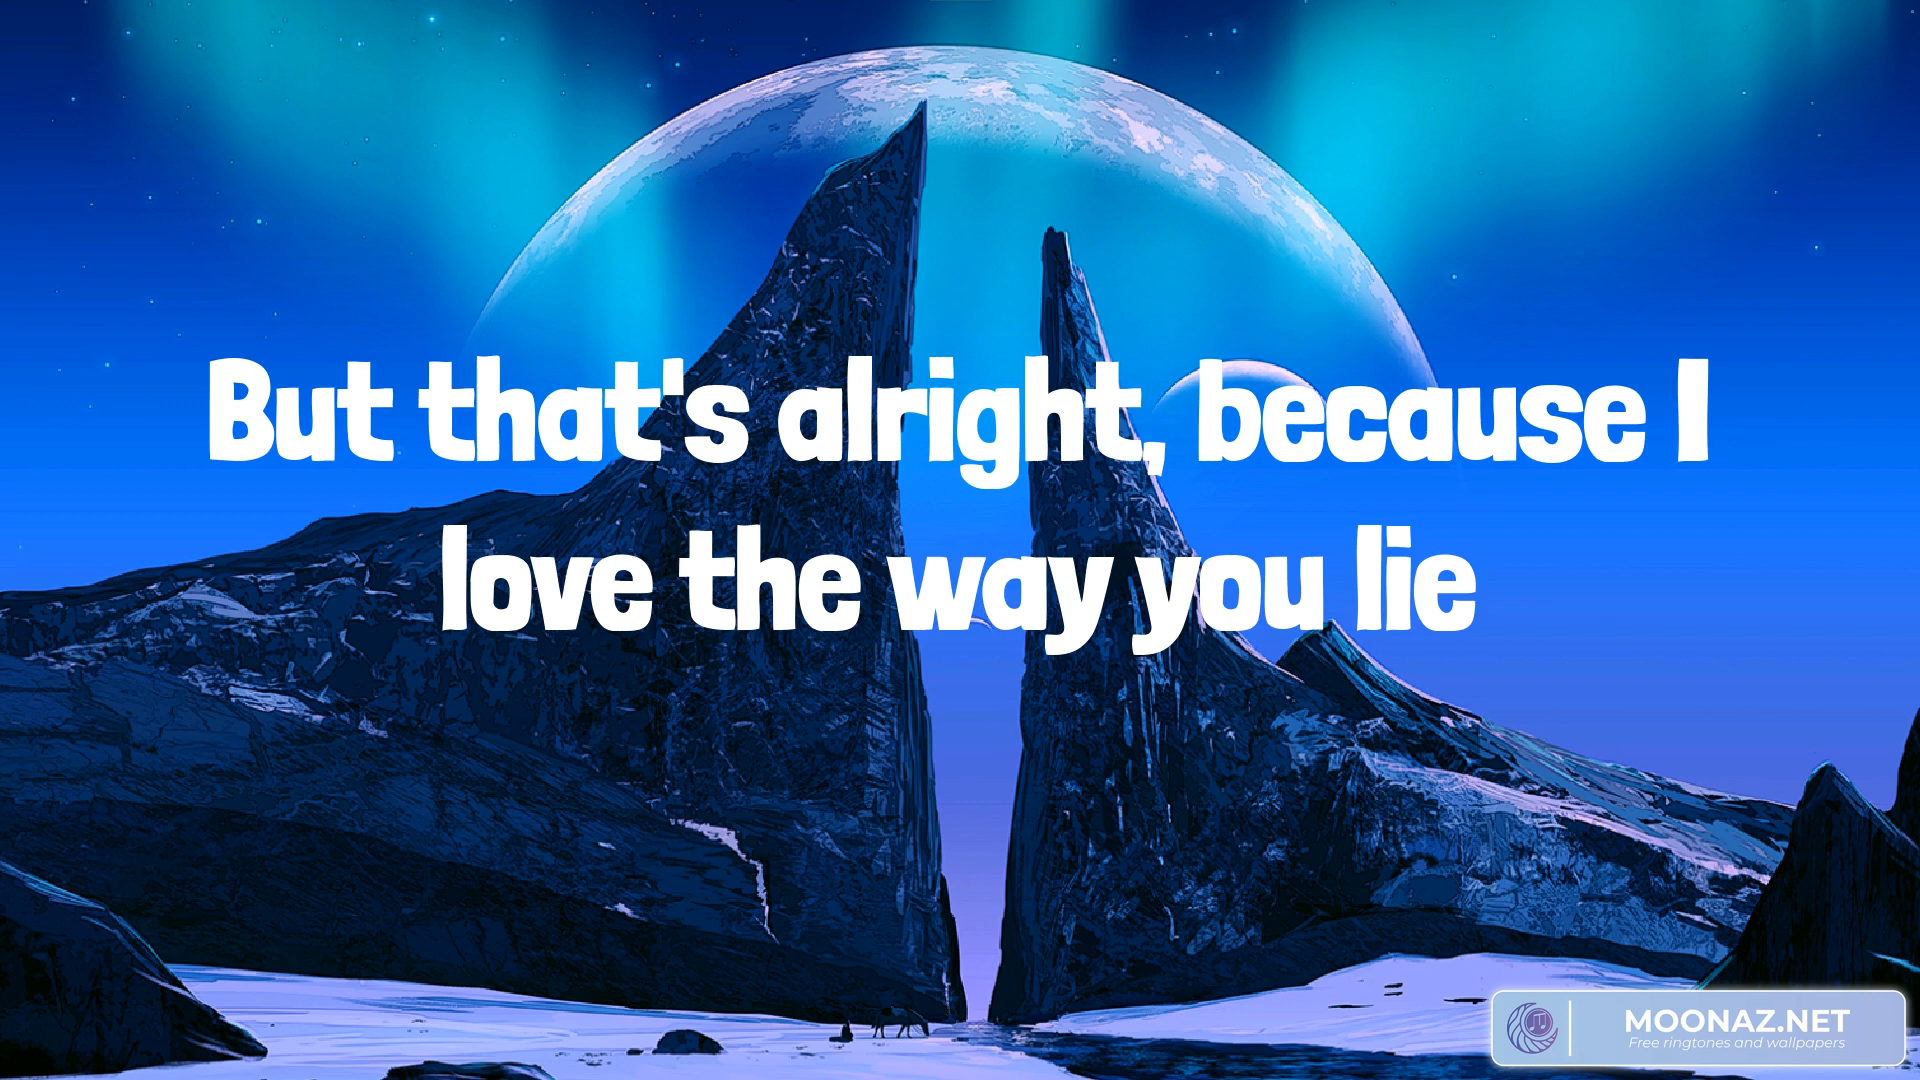 But that's alright, because I
love the way you lie
MOONAZ.NET
Free ringtones and wallpapers